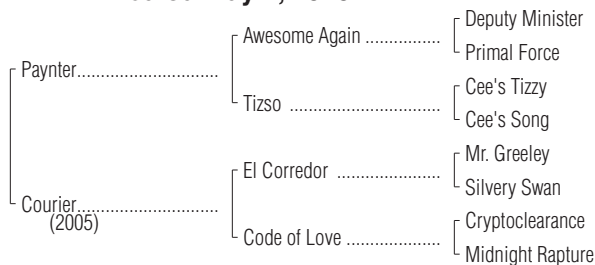 Deputy Minister
Awesome Again ................
Primal Force
Paynter..............................
Cee's Tizzy
Tizso ................................
Cee's Song
Mr. Greeley
El Corredor ......................
Silvery Swan
Courier..............................
(2005)
Cryptoclearance
Code of Love ....................
Midnight Rapture